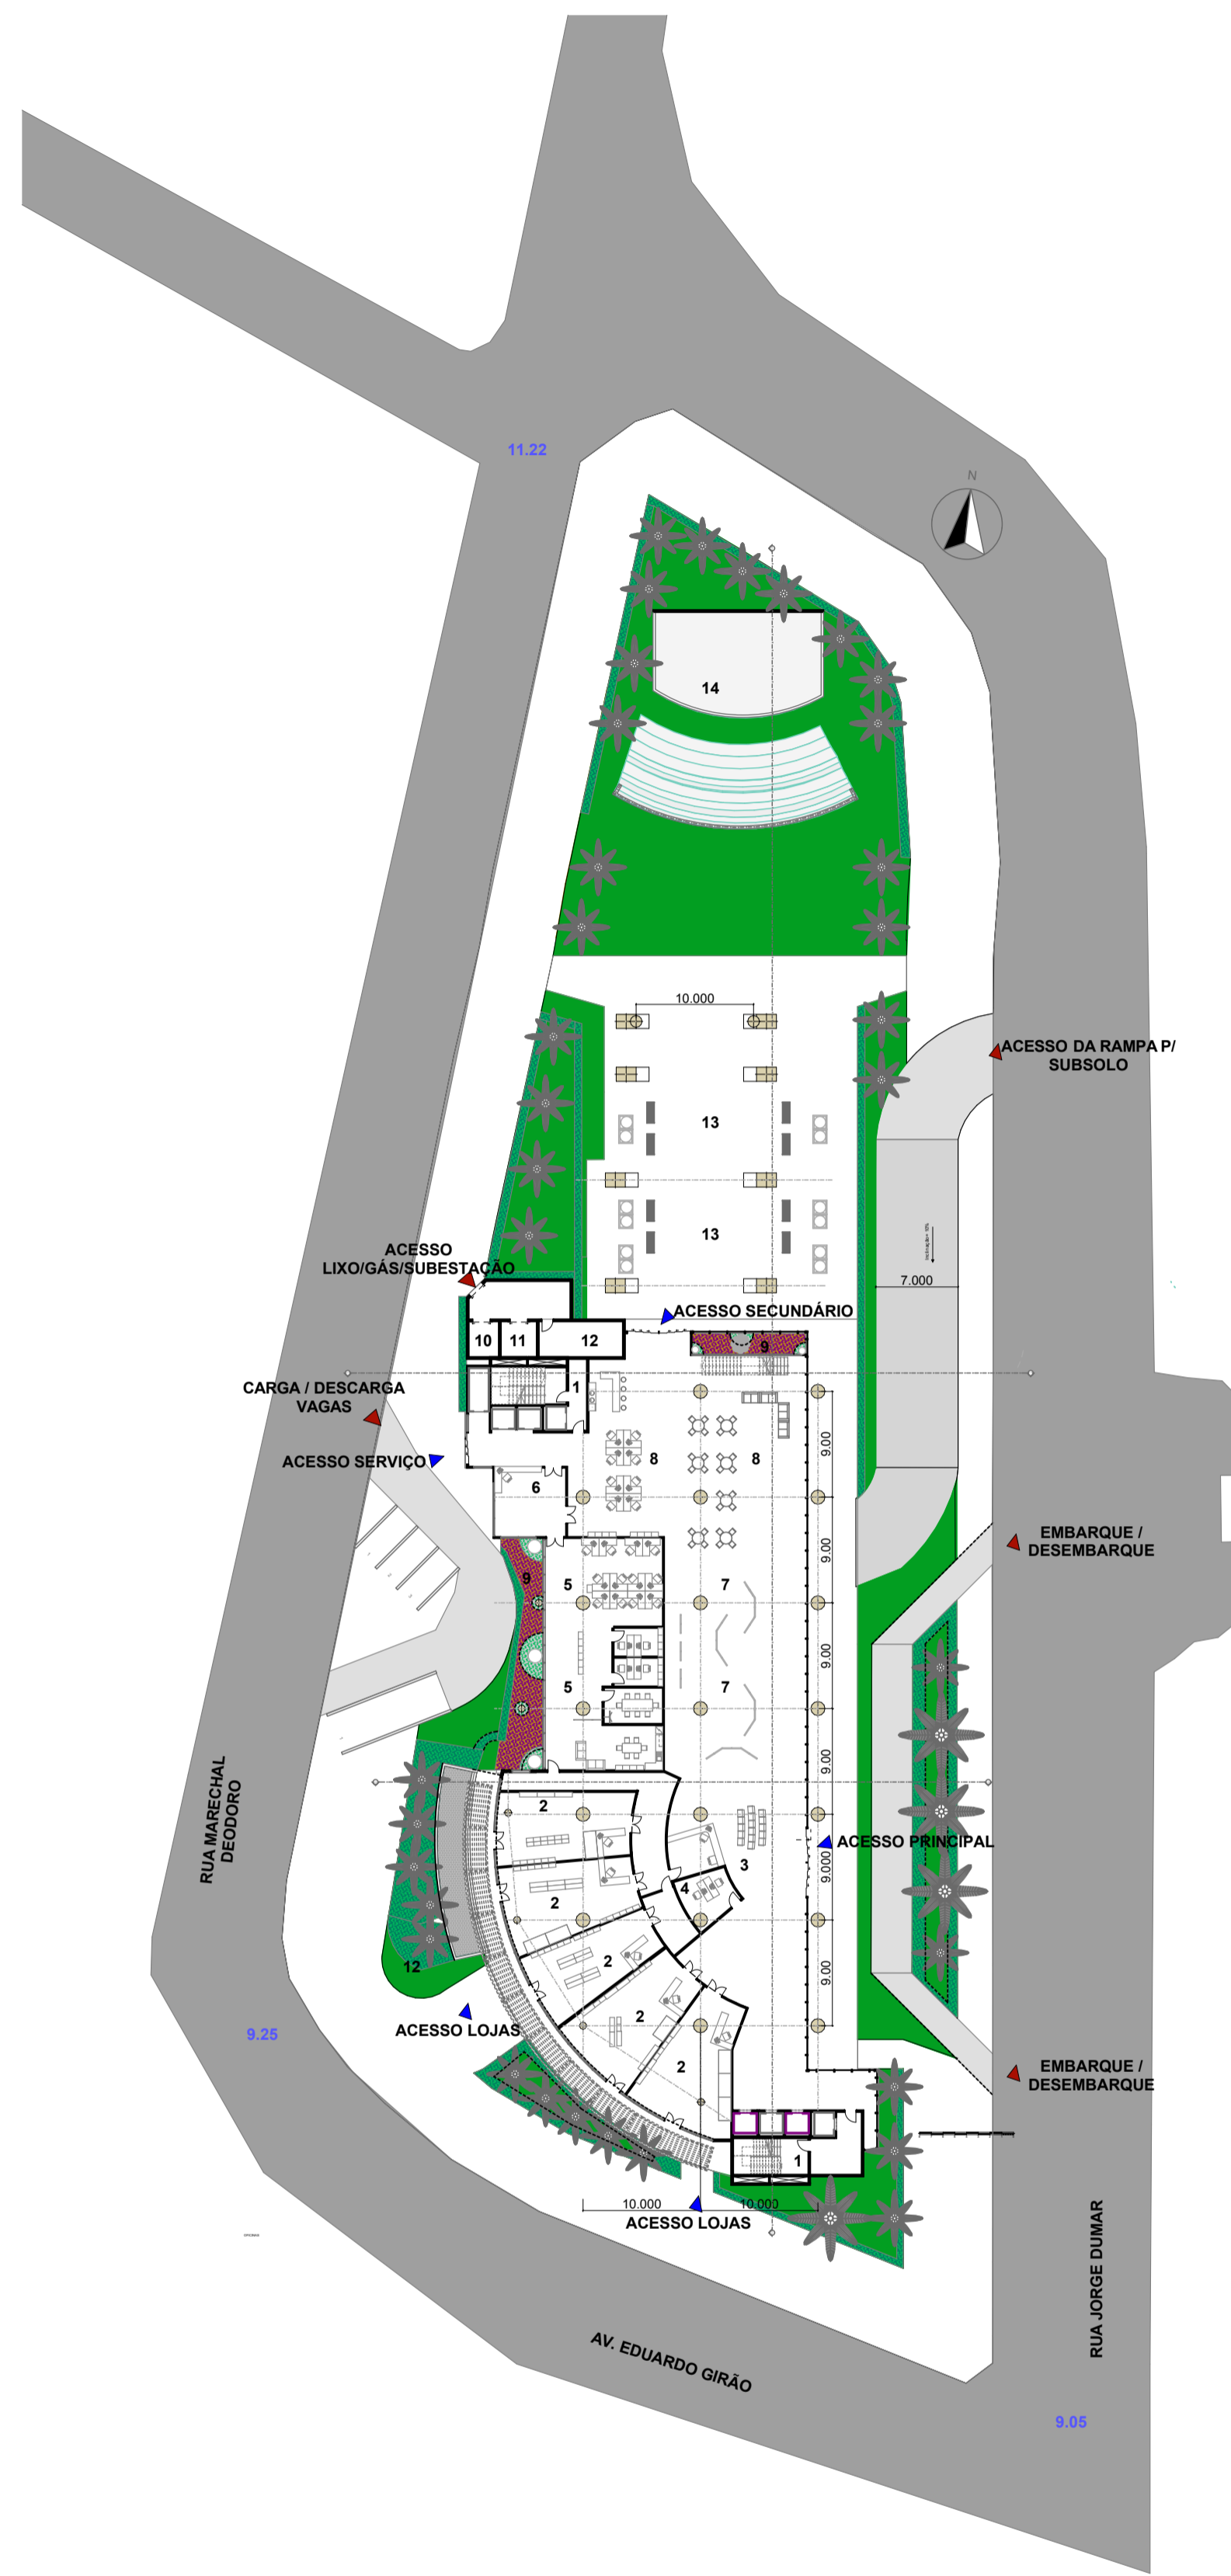 11.22
N
14
10.000
ACESSO DA RAMPA P/
SUBSOLO
13
13
ACESSO
LIXO/GÁS/SUBESTAÇÃO
7.000
ACESSO SECUNDÁRIO
10
11
12
9
CARGA / DESCARGA
VAGAS
1
9.00
ACESSO SERVIÇO
8
8
6
EMBARQUE /
DESEMBARQUE
9.00
9
5
7
9.00
5
7
9.00
RUA MARECHAL
DEODORO
2
ACESSO PRINCIPAL
3
9.000
4
2
2
12
9.00
2
ACESSO LOJAS
9.25
2
EMBARQUE /
DESEMBARQUE
1
10.000
10.000
ACESSO LOJAS
RUA JORGE DUMAR
AV. EDUARDO GIRÃO
9.05